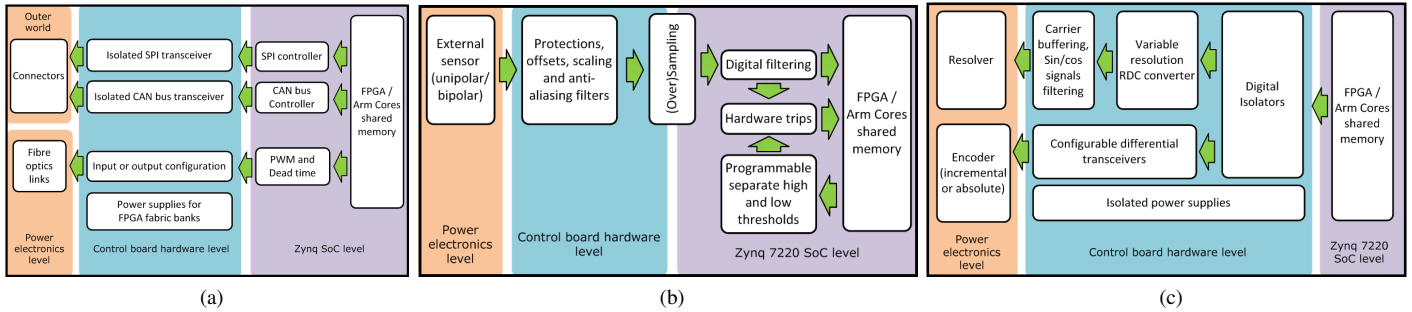 Outer
world
Connectors
Isolated SPI transceiver
SPI controller
Isolated CAN bus transceiver
CAN bus
Controller
FPGA /
Arm Cores
shared
memory
Fibre
optics
links
Input or output configuration
PWM and
Dead time
Power supplies for
FPGA fabric banks
Power
electronics
level
Control board hardware level
Zynq SoC level
(a)
External
sensor
(unipolar/
bipolar)
Protections,
offsets, scaling
and anti-
aliasing filters
(Over)Sampling
Digital filtering
Hardware trips
Programmable
separate high
and low
thresholds
FPGA /
Arm Cores
shared
memory
Power
electronics
level
Control board hardware
level
Zynq 7220 SoC level
(b)
Resolver
Carrier
buffering,
Sin/cos
signals
filtering
Variable
resolution
RDC converter
Digital
Isolators
FPGA /
Arm Cores
shared
memory
Encoder
(incremental
or absolute)
Configurable differential
transceivers
Isolated power supplies
Power
electronics
level
Control board hardware level
Zynq 7220
SoC level
(c)